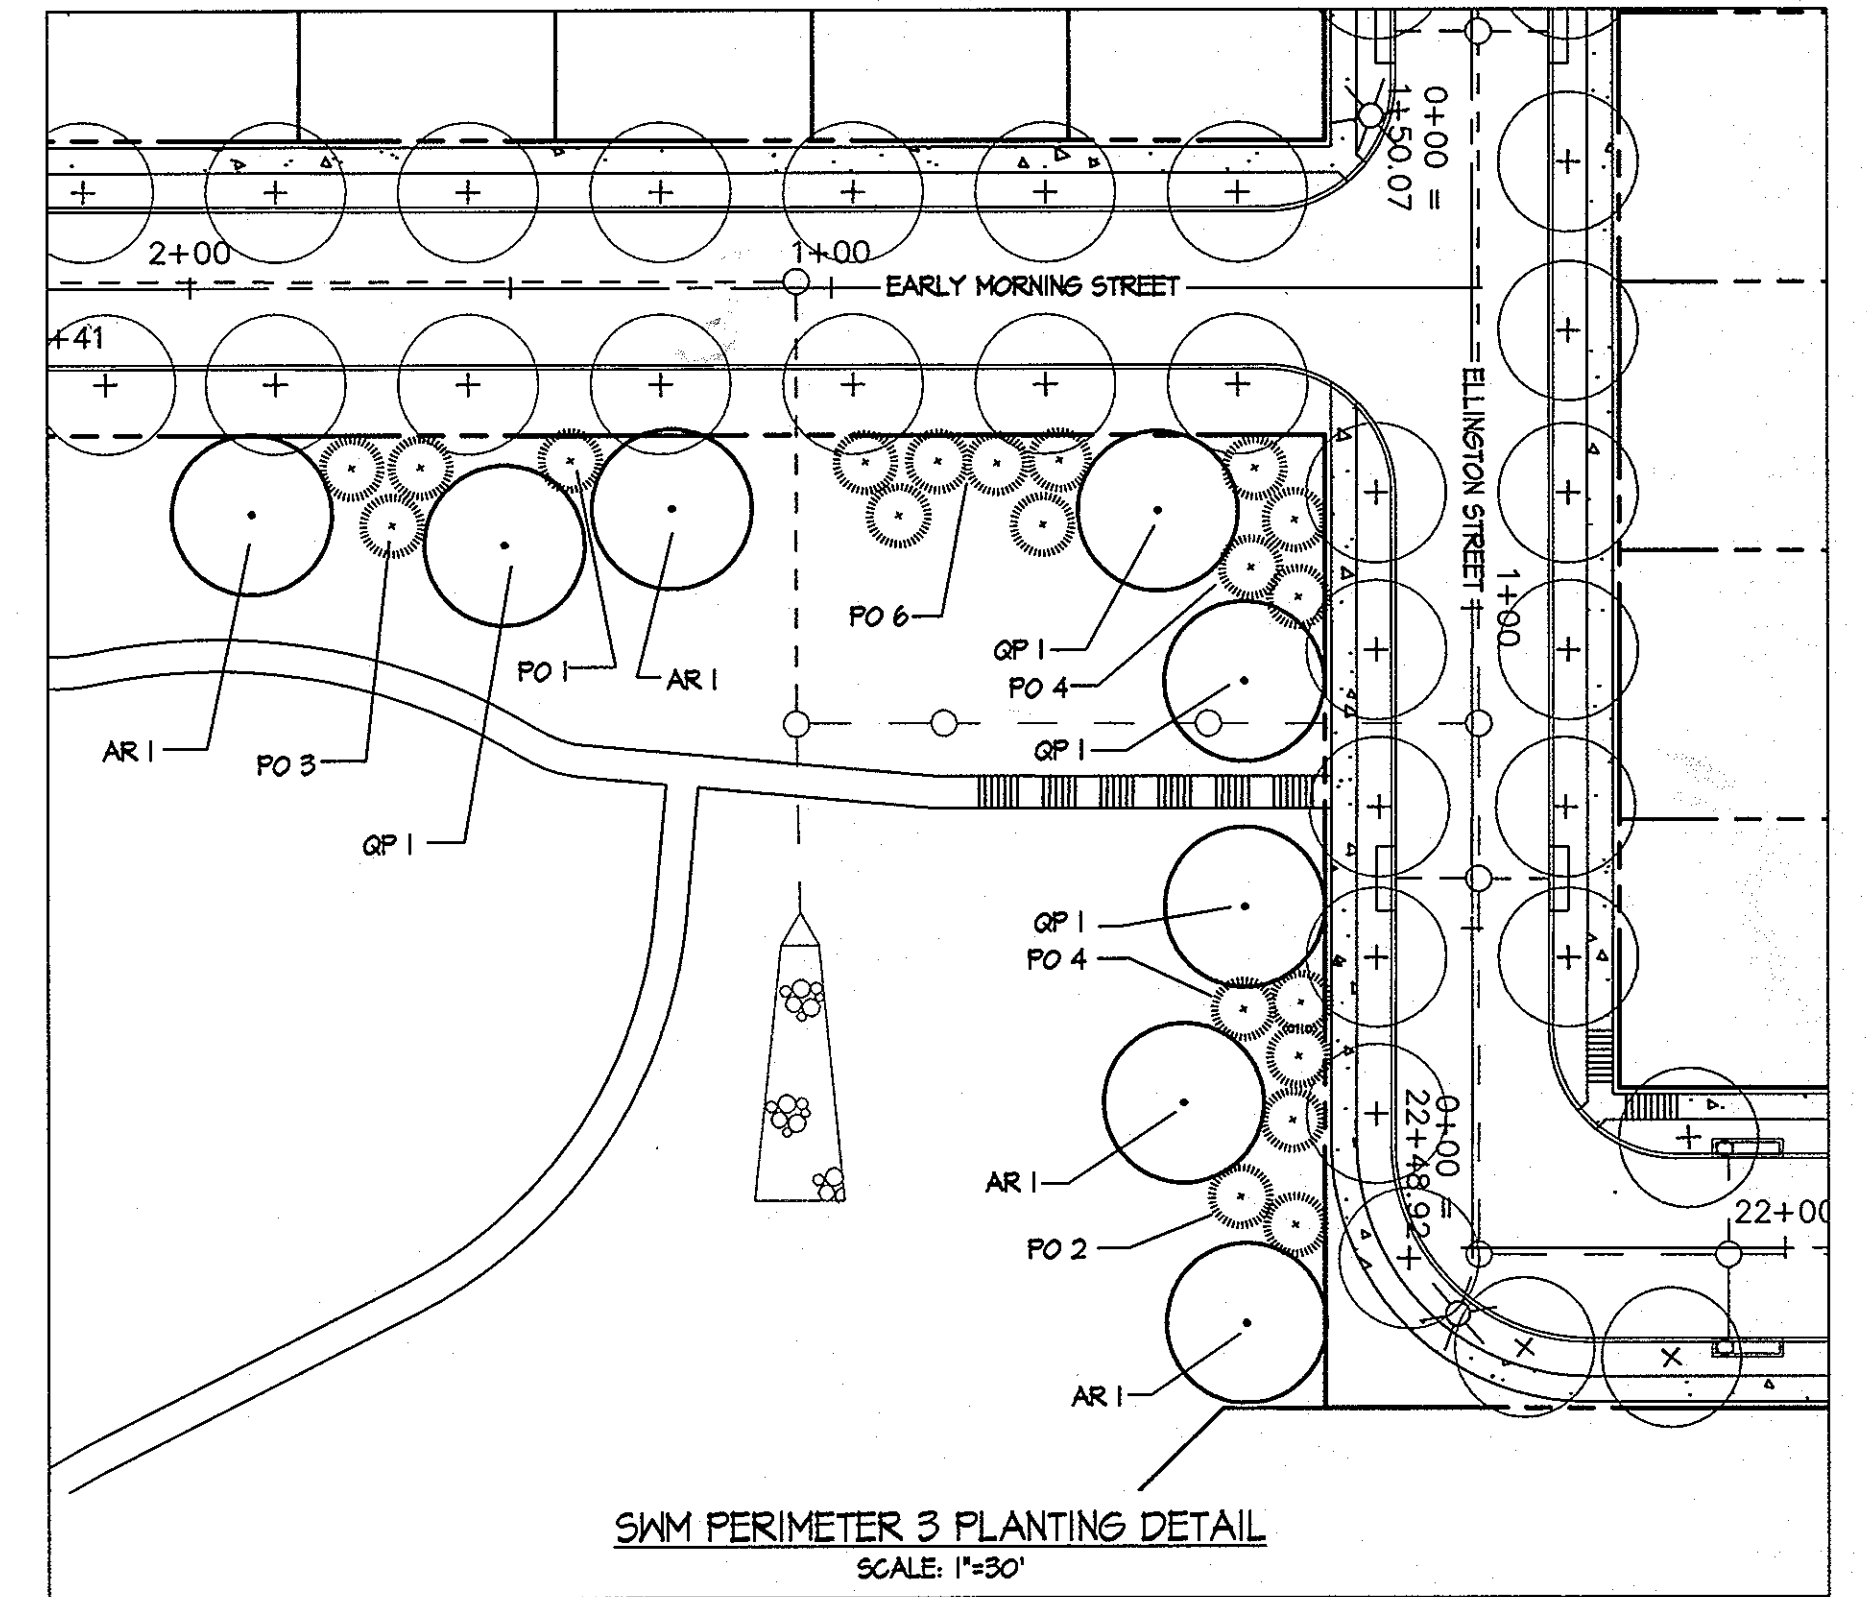 0+00 =
1+50.07
2+00
1+00
EARLY MORNING STREET
+41
ELLINGTON STREET
1+00
PO 6
QP 1
PO 1
AR 1
PO 4
AR 1
PO 3
QP 1
QP 1
QP 1
PO 4
AR 1
0+00 =
22+48.92
22+00
PO 2
AR 1
SWM PERIMETER 3 PLANTING DETAIL
SCALE: 1"=30'